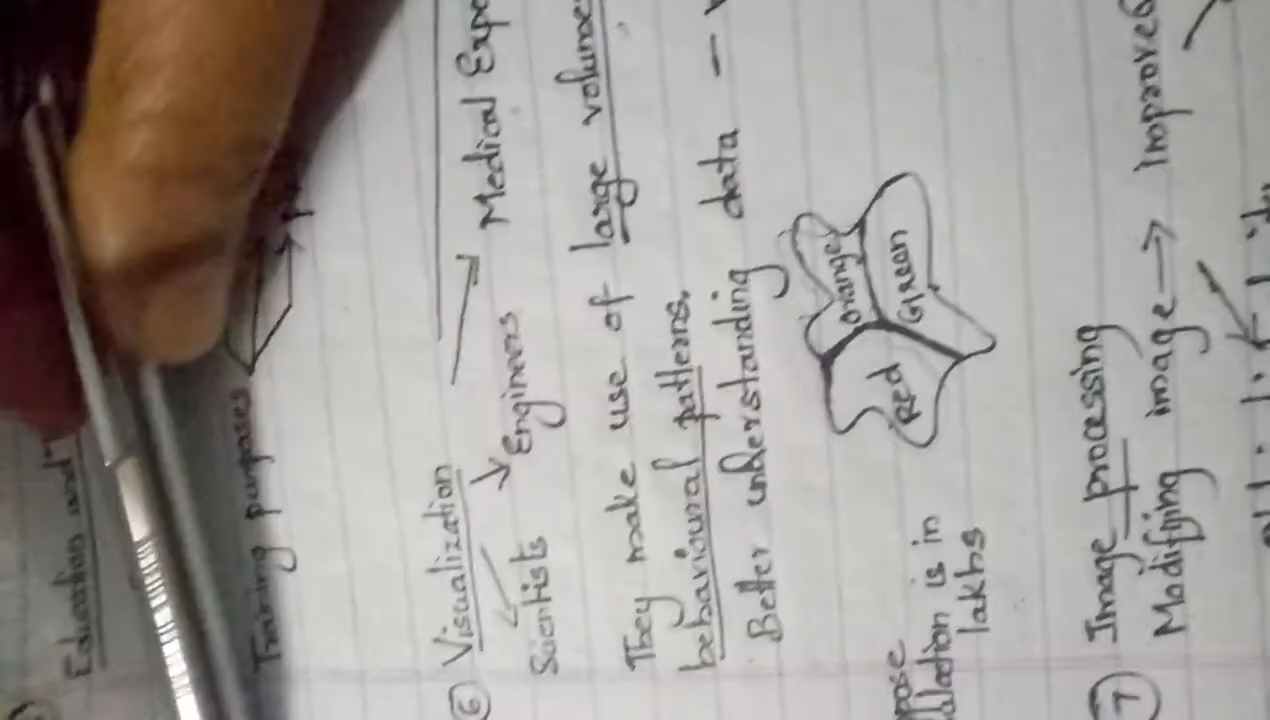 Education and
Training purposes
⑥ Visualization
Scientists Engineers Medical Expe
They make use of large volumes
behavioural patterns.
Better understanding data –
Red Orange Green
pose
alation is in
lakhs
⑦ Image processing
Modifying image → improved